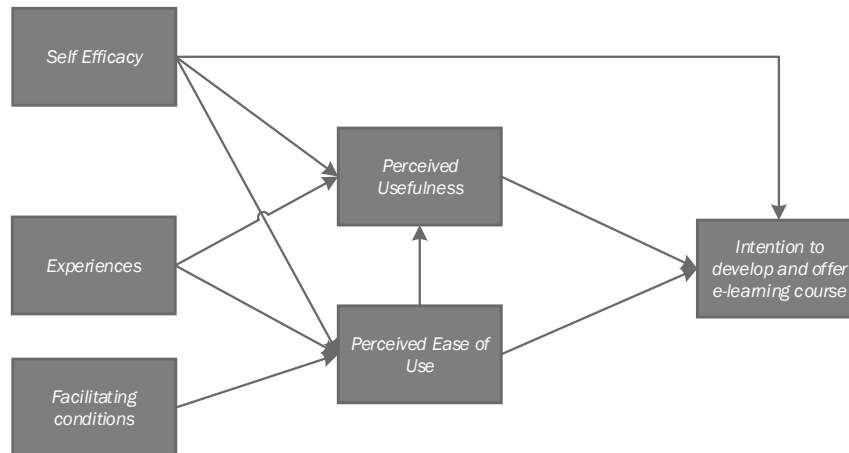 Self Efficacy
Perceived
Usefulness
Experiences
Intention to
develop and offer
e-learning course
Perceived Ease of
Use
Facilitating
conditions